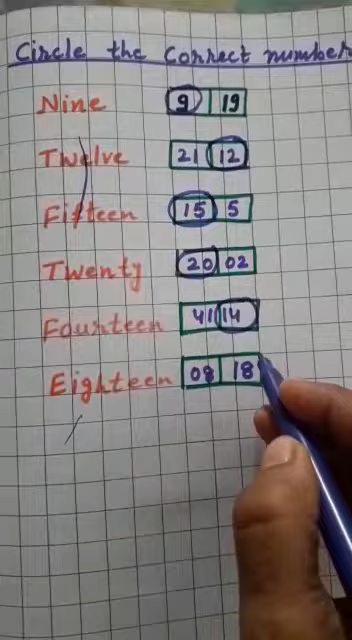 Circle the Correct number
Nine 9 19
Twelve 21 12
Fifteen 15 5
Twenty 20 02
Fourteen 41 14
Eighteen 08 18